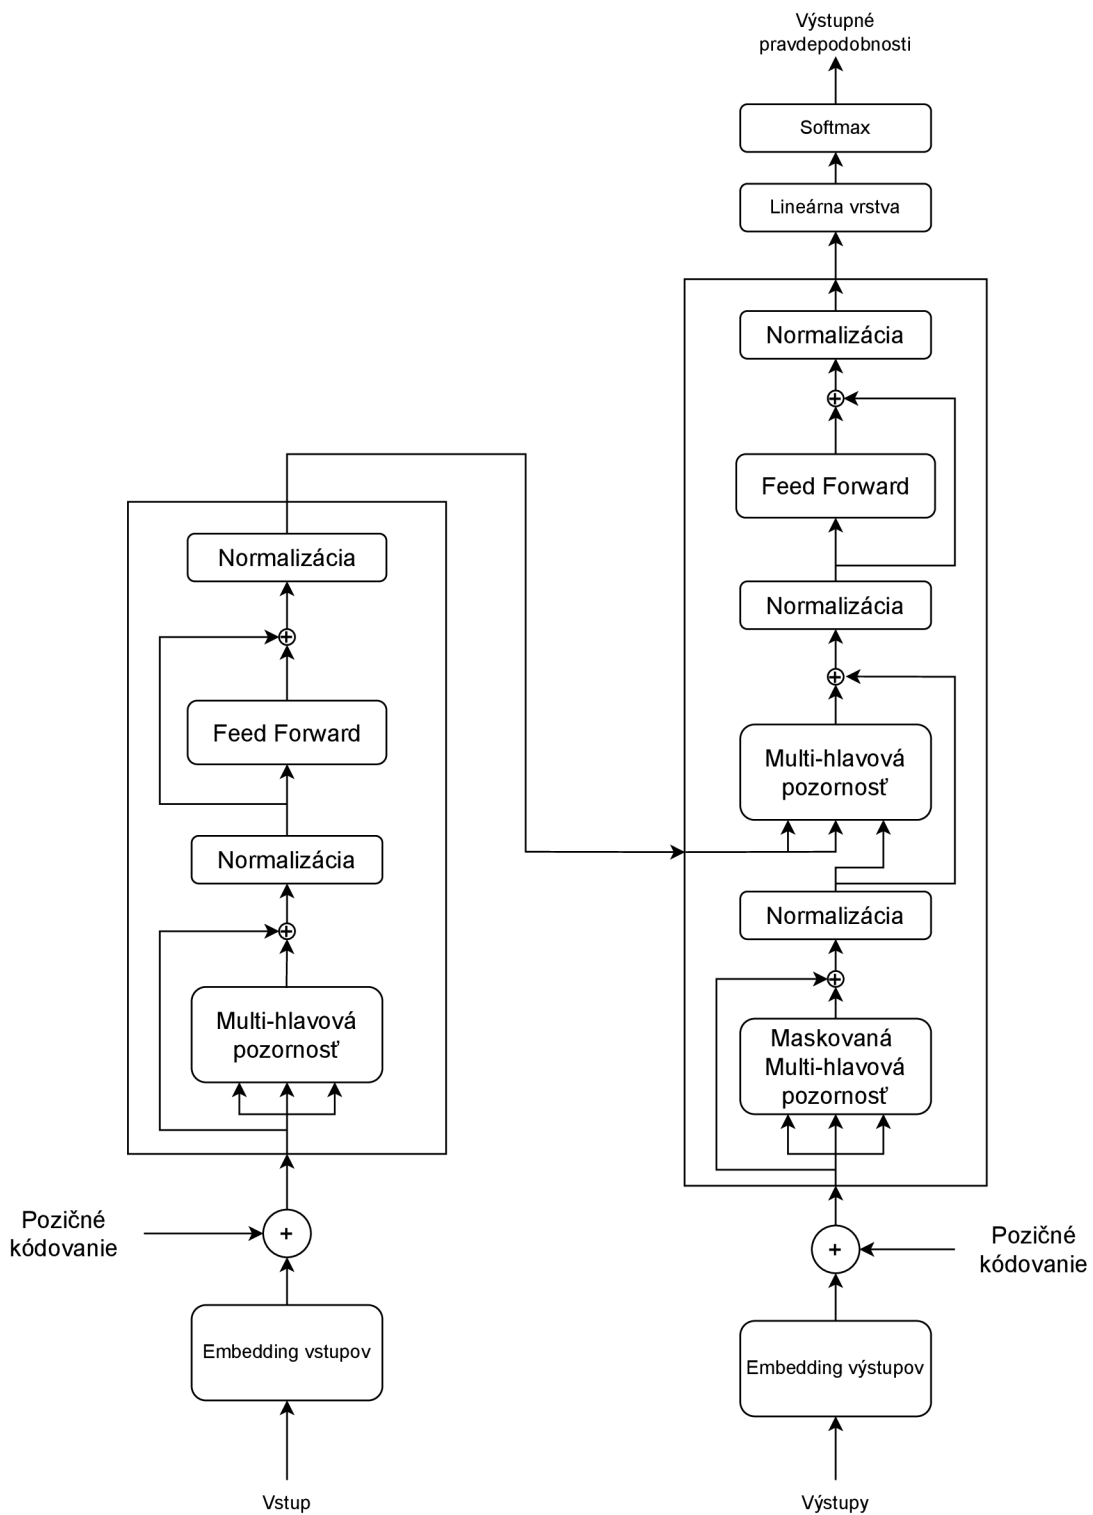 Výstupné
pravdepodobnosti
Softmax
Lineárna vrstva
Normalizácia
Feed Forward
Normalizácia
Multi-hlavová
pozornosť
Normalizácia
Maskovaná
Multi-hlavová
pozornosť
Pozičné
kódovanie
Embedding výstupov
Výstupy
Normalizácia
Feed Forward
Normalizácia
Multi-hlavová
pozornosť
Pozičné
kódovanie
Embedding vstupov
Vstup